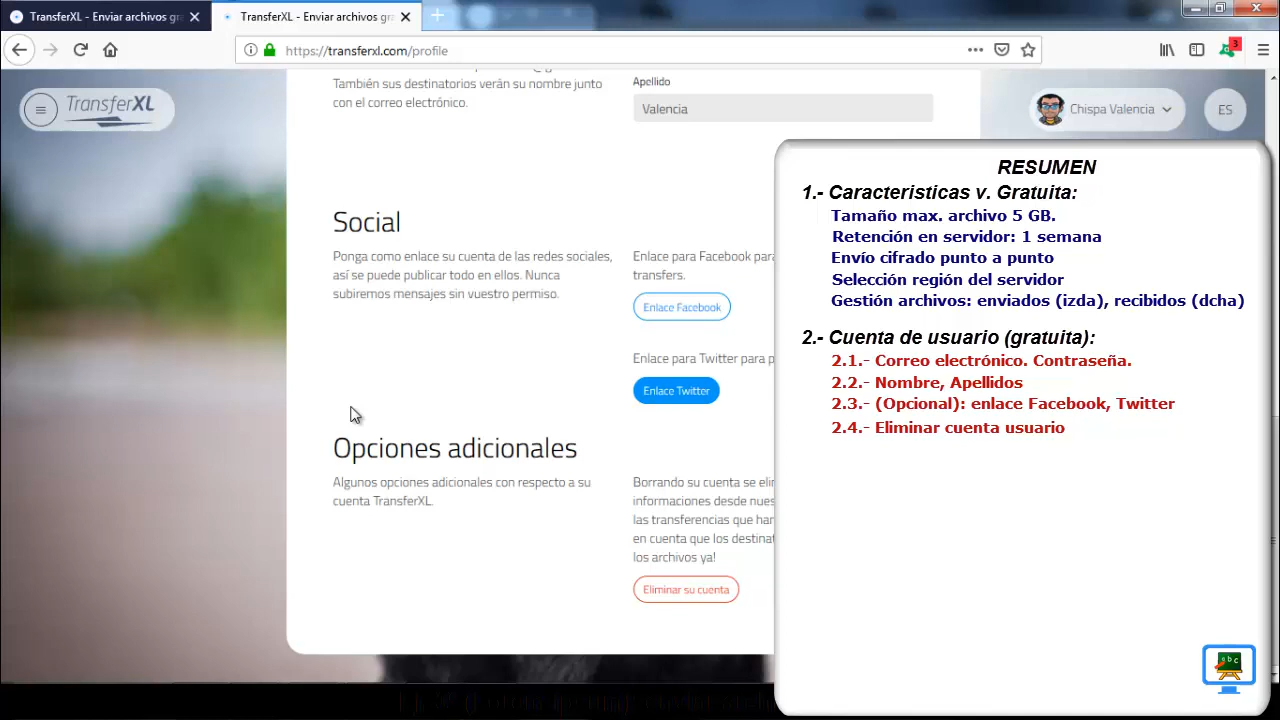 TransferXL - Enviar archivos gr
TransferXL - Enviar archivos gra
https://transferxl.com/profile
3
TransferXL
Chispa Valencia
ES
También sus destinatorios verán su nombre junto
con el correo electrónico.
Apellido
Valencia
Social
Ponga como enlace su cuenta de las redes sociales,
así se puede publicar todo en ellos. Nunca
subiremos mensajes sin vuestro permiso.
Enlace para Facebook para
transfers.
Enlace Facebook
Enlace para Twitter para p
Enlace Twitter
Opciones adicionales
Algunos opciones adicionales con respecto a su
cuenta TransferXL.
Borrando su cuenta se eli
informaciones desde nues
las transferencias que han
en cuenta que los destinat
los archivos ya!
Eliminar su cuenta
RESUMEN
1.- Caracteristicas v. Gratuita:
Tamaño max. archivo 5 GB.
Retención en servidor: 1 semana
Envío cifrado punto a punto
Selección región del servidor
Gestión archivos: enviados (izda), recibidos (dcha)
2.- Cuenta de usuario (gratuita):
2.1.- Correo electrónico. Contraseña.
2.2.- Nombre, Apellidos
2.3.- (Opcional): enlace Facebook, Twitter
2.4.- Eliminar cuenta usuario
abc